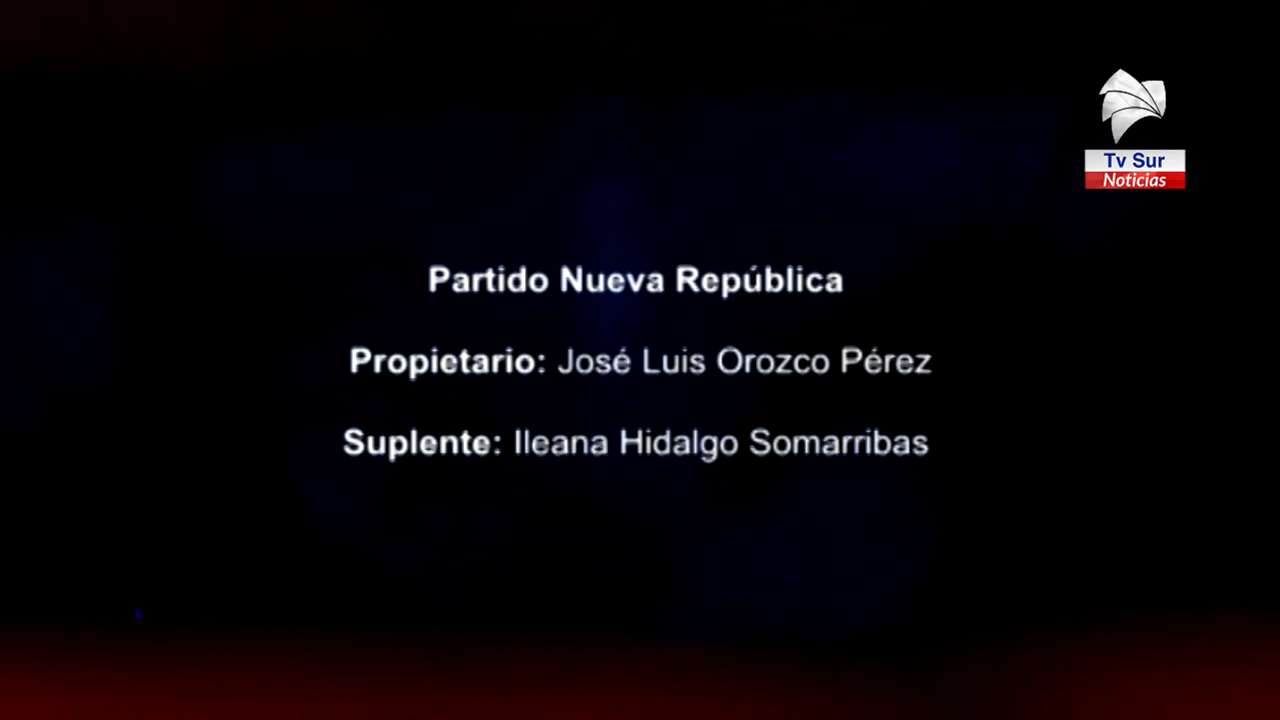 Tv Sur
Noticias
Partido Nueva República
Propietario: José Luis Orozco Pérez
Suplente: Ileana Hidalgo Somarribas